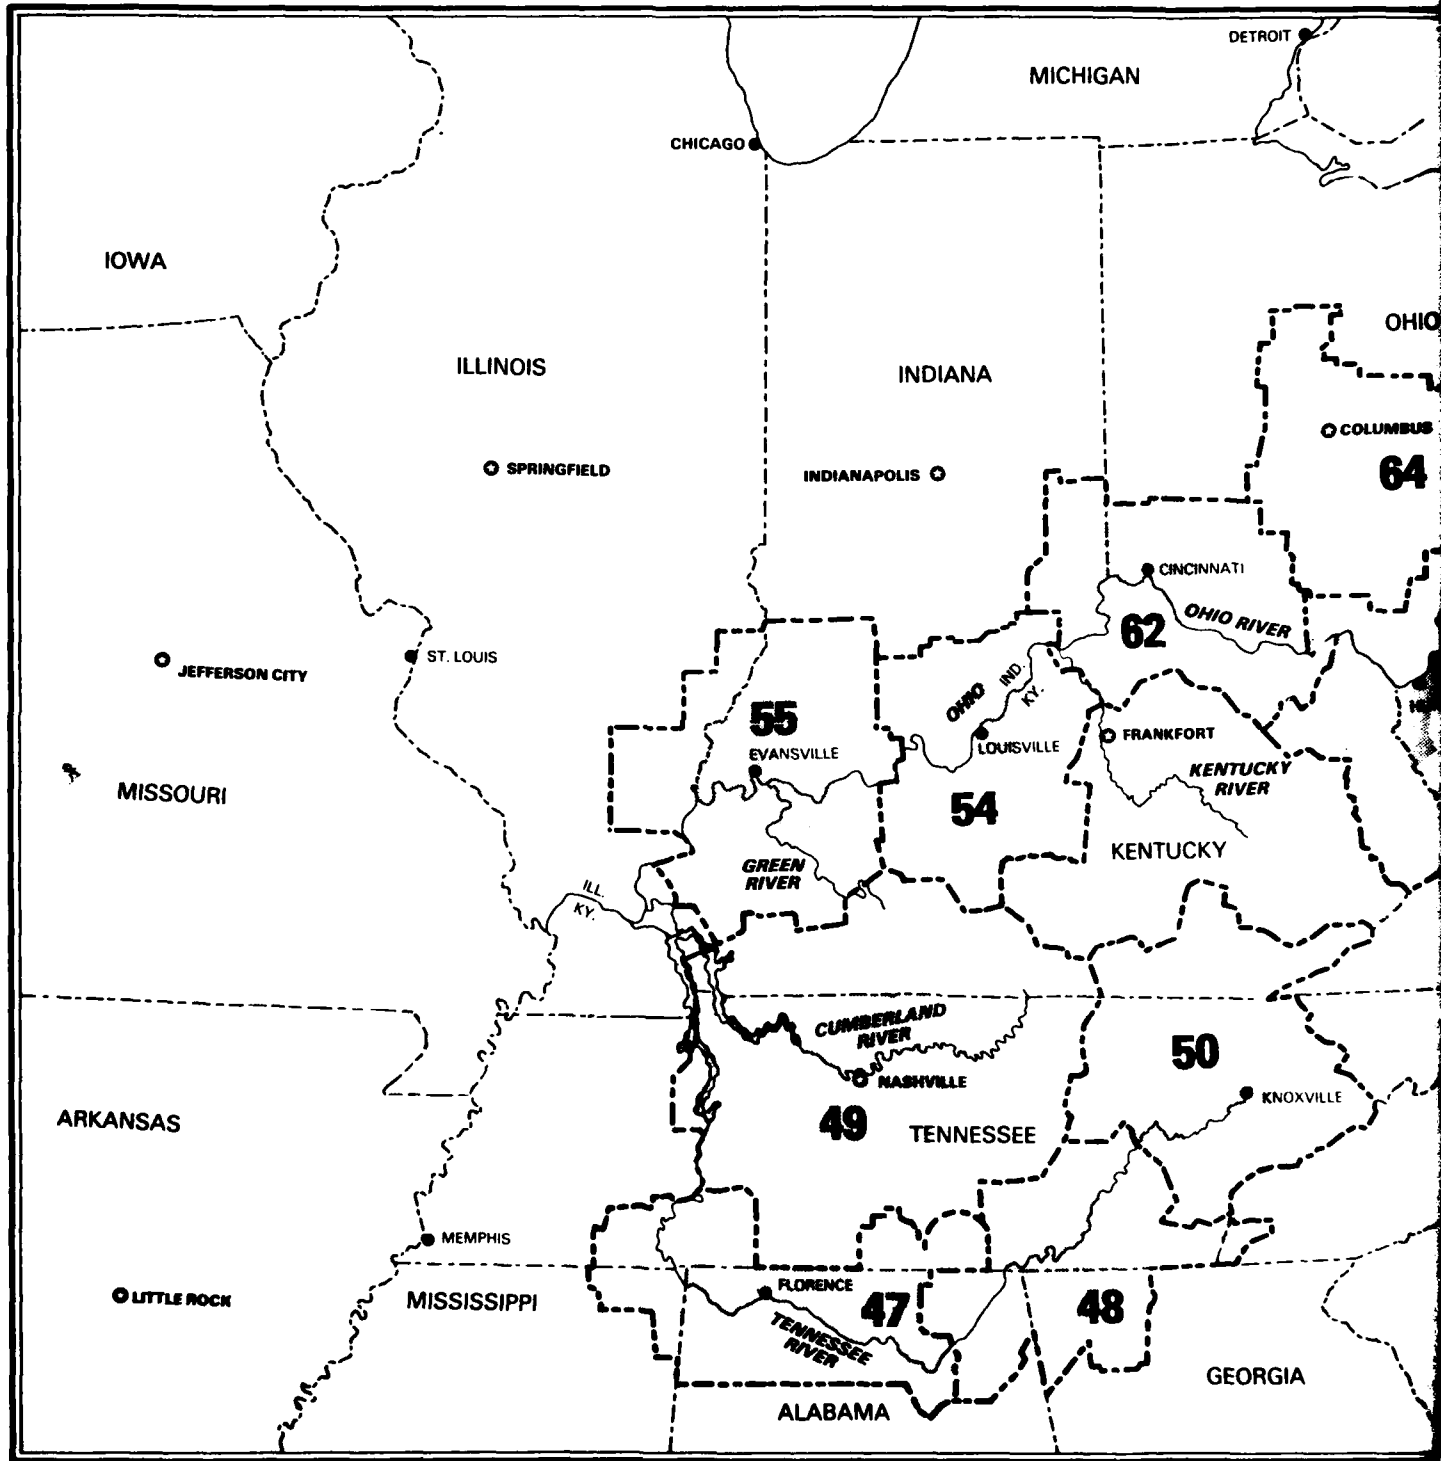 DETROIT
MICHIGAN
CHICAGO
IOWA
OHIO
ILLINOIS
INDIANA
COLUMBUS
64
SPRINGFIELD
INDIANAPOLIS
CINCINNATI
OHIO RIVER
62
ST. LOUIS
JEFFERSON CITY
IND.
KY.
OHIO
55
EVANSVILLE
LOUISVILLE
FRANKFORT
KENTUCKY
RIVER
MISSOURI
54
KENTUCKY
GREEN
RIVER
ILL.
KY.
CUMBERLAND
RIVER
50
NASHVILLE
KNOXVILLE
ARKANSAS
49
TENNESSEE
MEMPHIS
FLORENCE
LITTLE ROCK
MISSISSIPPI
47
48
TENNESSEE
RIVER
GEORGIA
ALABAMA